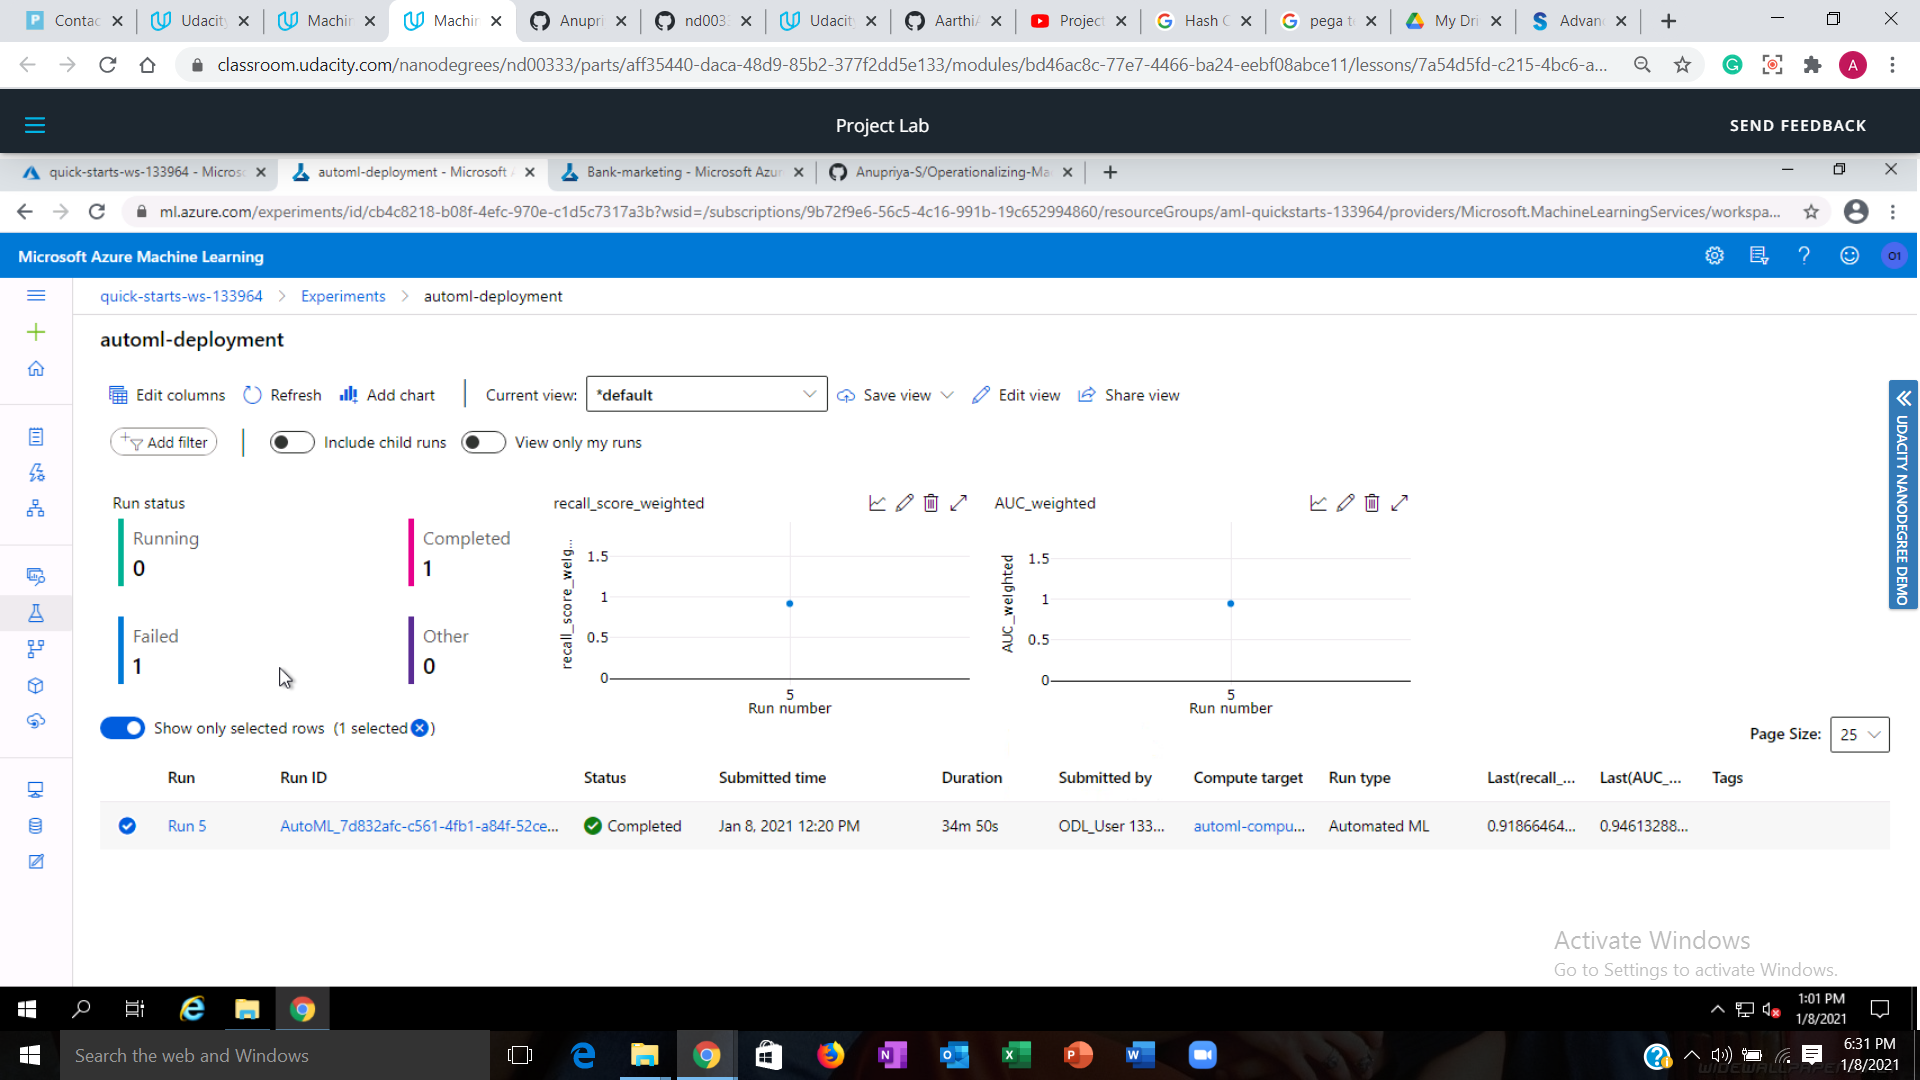 Contac
Udacity
Machin
Machin
Anupri
nd003
Udacity
AarthiA
Project
Hash C
pega t
My Dri
Advan
classroom.udacity.com/nanodegrees/nd00333/parts/aff35440-daca-48d9-85b2-377f2dd5e133/modules/bd46ac8c-77e7-4466-ba24-eebf08abce11/lessons/7a54d5fd-c215-4bc6-a...
A
Project Lab
SEND FEEDBACK
quick-starts-ws-133964 - Micros
automl-deployment - Microsoft
Bank-marketing - Microsoft Azur
Anupriya-S/Operationalizing-Ma
ml.azure.com/experiments/id/cb4c8218-b08f-4efc-970e-c1d5c7317a3b?wsid=/subscriptions/9b72f9e6-56c5-4c16-991b-19c652994860/resourceGroups/aml-quickstarts-133964/providers/Microsoft.MachineLearningServices/workspa...
Microsoft Azure Machine Learning
O1
quick-starts-ws-133964 > Experiments > automl-deployment
automl-deployment
Edit columns Refresh Add chart Current view: *default Save view Edit view Share view
Add filter Include child runs View only my runs
UDACITY NANODEGREE DEMO
Run status
Running
0
Completed
1
Failed
1
Other
0
recall_score_weighted
recall_score_weig...
1.5
1
0.5
0
5
Run number
AUC_weighted
AUC_weighted
1.5
1
0.5
0
5
Run number
Show only selected rows (1 selected )
Page Size: 25
Run Run ID Status Submitted time Duration Submitted by Compute target Run type Last(recall_... Last(AUC_... Tags
Run 5 AutoML_7d832afc-c561-4fb1-a84f-52ce... Completed Jan 8, 2021 12:20 PM 34m 50s ODL_User 133... automl-compu... Automated ML 0.91866464... 0.94613288...
Activate Windows
Go to Settings to activate Windows.
1:01 PM
1/8/2021
Search the web and Windows
6:31 PM
1/8/2021